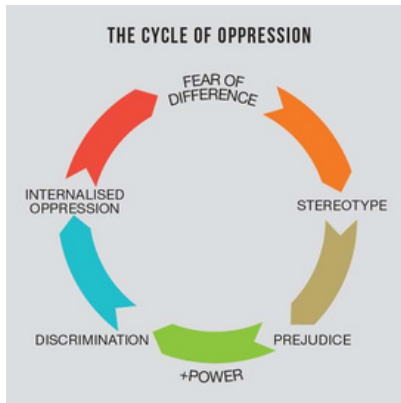 THE CYCLE OF OPPRESSION
FEAR OF
DIFFERENCE
STEREOTYPE
PREJUDICE
+POWER
DISCRIMINATION
INTERNALISED
OPPRESSION